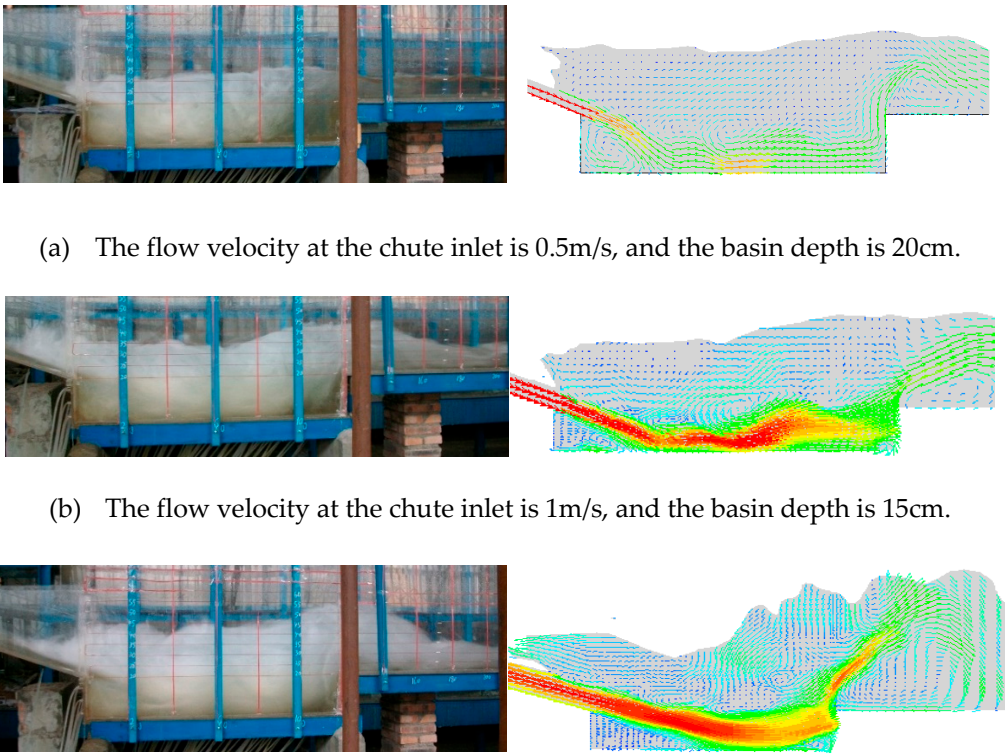 (a) The flow velocity at the chute inlet is 0.5m/s, and the basin depth is 20cm.
(b) The flow velocity at the chute inlet is 1m/s, and the basin depth is 15cm.